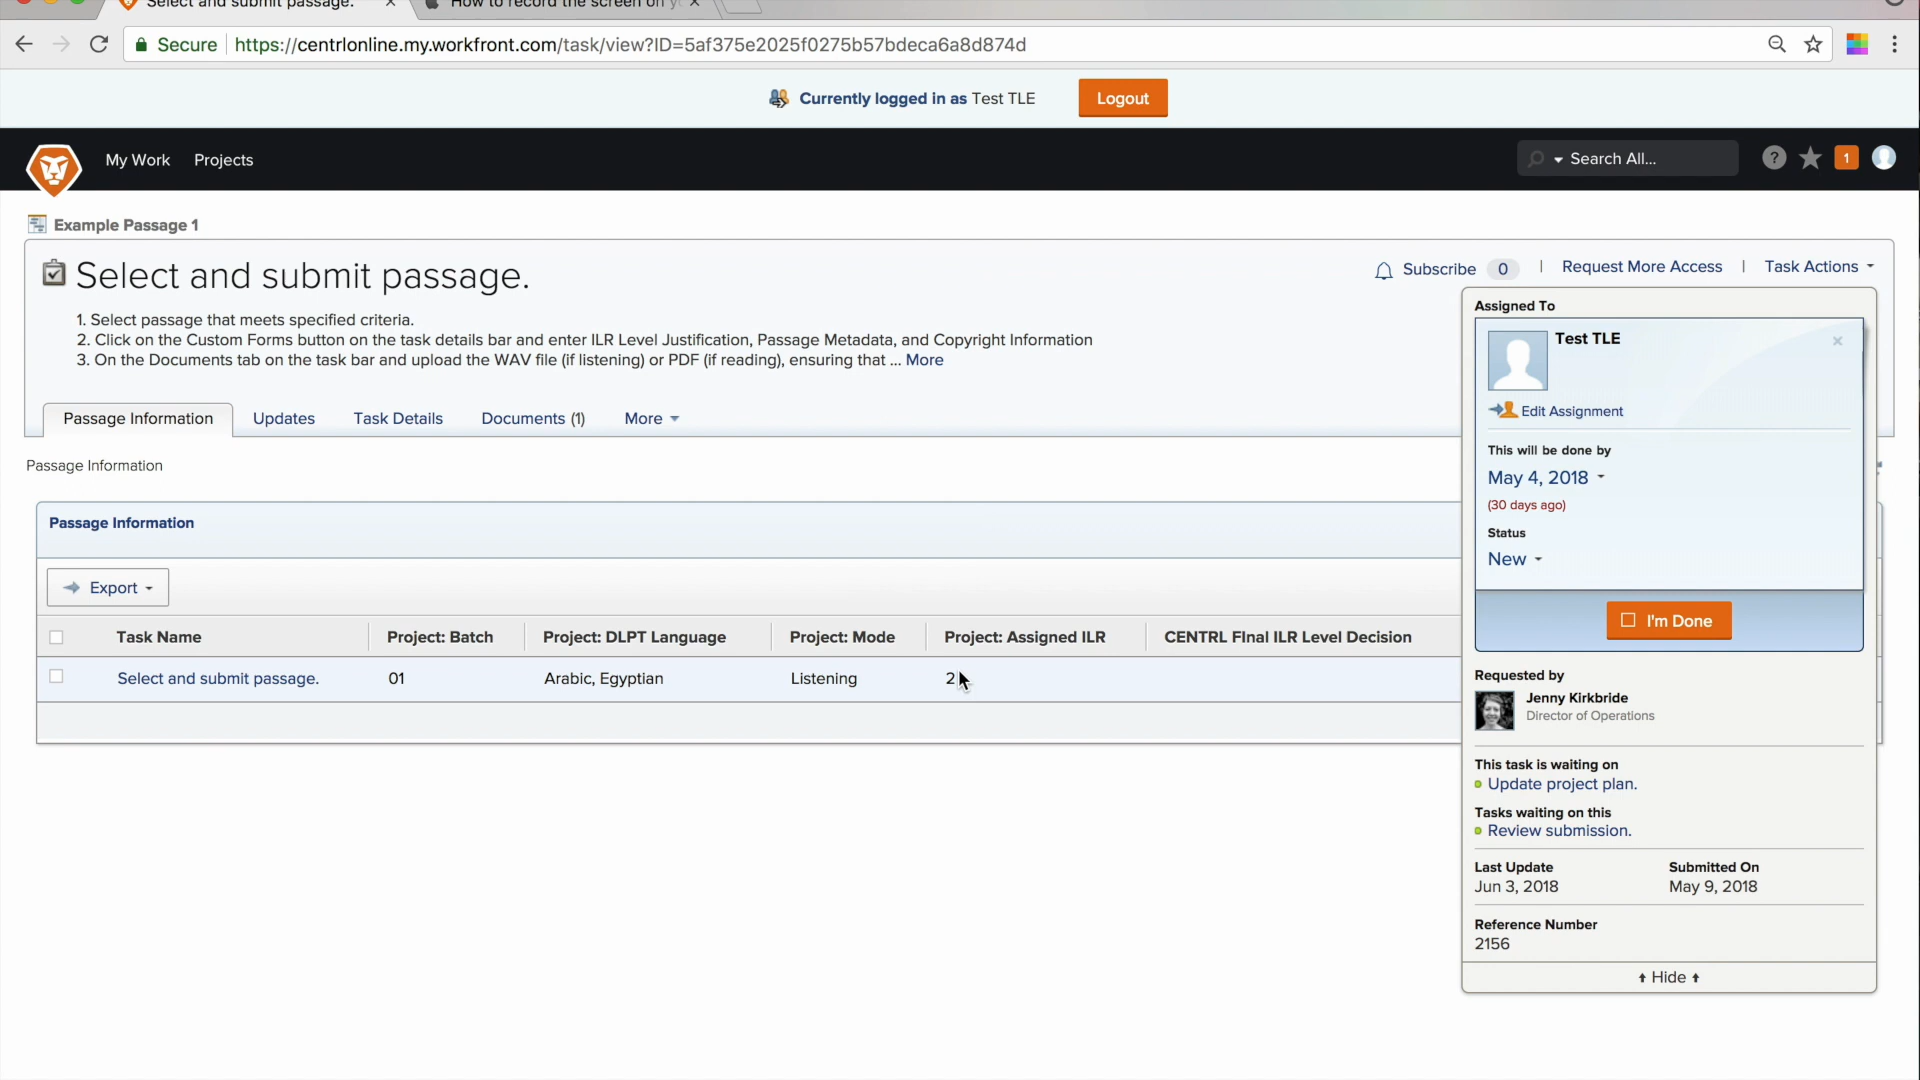 Select and submit passage.
How to record the screen on y
Secure https://centrlonline.my.workfront.com/task/view?ID=5af375e2025f0275b57bdeca6a8d874d
Currently logged in as Test TLE Logout
My Work Projects Search All... ? 1
Example Passage 1
Select and submit passage.
Subscribe 0 | Request More Access | Task Actions
1. Select passage that meets specified criteria.
2. Click on the Custom Forms button on the task details bar and enter ILR Level Justification, Passage Metadata, and Copyright Information
3. On the Documents tab on the task bar and upload the WAV file (if listening) or PDF (if reading), ensuring that ... More
Passage Information Updates Task Details Documents (1) More
Passage Information
Passage Information
Export
Task Name Project: Batch Project: DLPT Language Project: Mode Project: Assigned ILR CENTRL FInal ILR Level Decision
Select and submit passage. 01 Arabic, Egyptian Listening 2
Assigned To
Test TLE
Edit Assignment
This will be done by
May 4, 2018
(30 days ago)
Status
New
I'm Done
Requested by
Jenny Kirkbride
Director of Operations
This task is waiting on
Update project plan.
Tasks waiting on this
Review submission.
Last Update Submitted On
Jun 3, 2018 May 9, 2018
Reference Number
2156
Hide